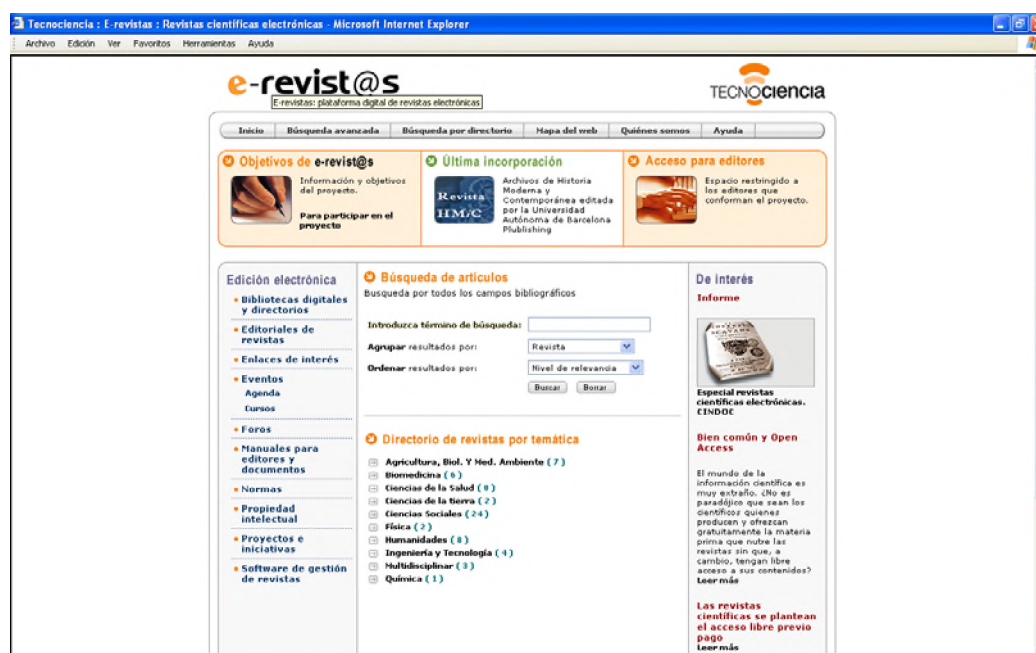 Tecnociencia : E-revistas : Revistas científicas electrónicas - Microsoft Internet Explorer
Archivo Edición Ver Favoritos Herramientas Ayuda
e-revist@s
E-revistas: plataforma digital de revistas electrónicas
TECNOCIENCIA
Inicio Búsqueda avanzada Búsqueda por directorio Mapa del web Quiénes somos Ayuda
Objetivos de e-revist@s
Información y objetivos
del proyecto.
Para participar en el
proyecto
Última incorporación
Revista
HM/C
Archivos de Historia
Moderna y
Contemporánea editada
por la Universidad
Autónoma de Barcelona
Plublishing
Acceso para editores
Espacio restringido a
los editores que
conforman el proyecto.
Edición electrónica
Bibliotecas digitales
y directorios
Editoriales de
revistas
Enlaces de interés
Eventos
Agenda
Cursos
Foros
Manuales para
editores y
documentos
Normas
Propiedad
intelectual
Proyectos e
iniciativas
Software de gestión
de revistas
Búsqueda de artículos
Busqueda por todos los campos bibliográficos
Introduzca término de búsqueda:
Agrupar resultados por: Revista
Ordenar resultados por: Nivel de relevancia
Buscar Borrar
Directorio de revistas por temática
Agricultura, Biol. Y Med. Ambiente ( 7 )
Biomedicina ( 6 )
Ciencias de la Salud ( 8 )
Ciencias de la tierra ( 2 )
Ciencias Sociales ( 24 )
Física ( 2 )
Humanidades ( 8 )
Ingeniería y Tecnología ( 4 )
Multidisciplinar ( 3 )
Química ( 1 )
De interés
Informe
Especial revistas
científicas electrónicas.
CINDOC
Bien común y Open
Access
El mundo de la
información científica es
muy extraño. ¿No es
paradójico que sean los
científicos quienes
producen y ofrezcan
gratuitamente la materia
prima que nutre las
revistas sin que, a
cambio, tengan libre
acceso a sus contenidos?
Leer más
Las revistas
científicas se plantean
el acceso libre previo
pago
Leer más